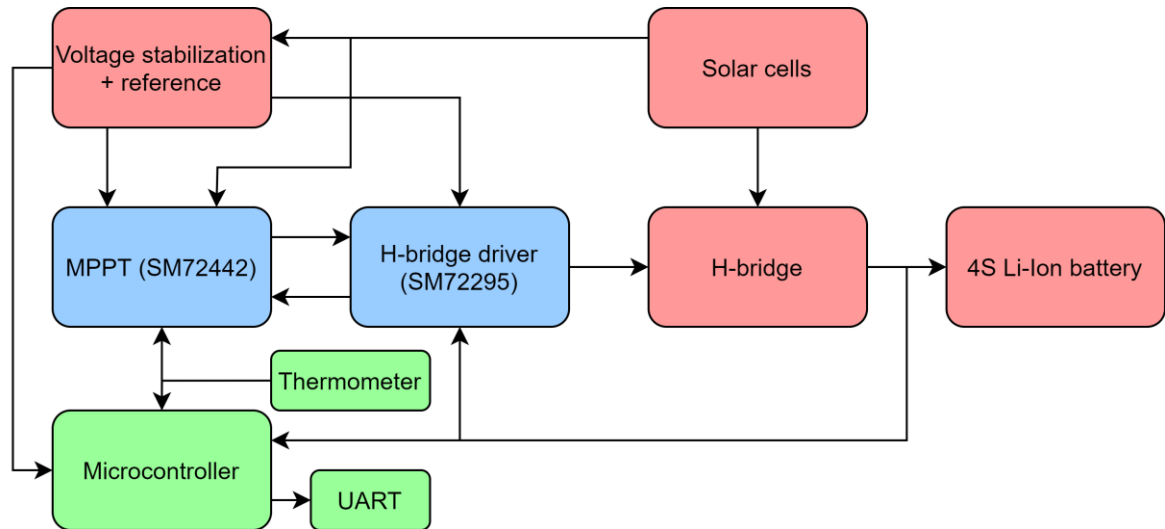 Voltage stabilization
+ reference
Solar cells
MPPT (SM72442)
H-bridge driver
(SM72295)
H-bridge
4S Li-Ion battery
Thermometer
Microcontroller
UART